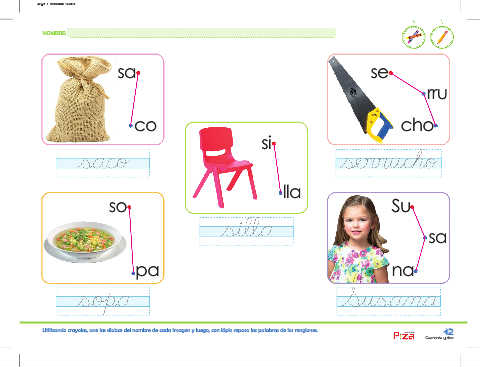 NOMBRE:
sa
co
saco
se
rru
cho
serrucho
si
lla
silla
so
pa
sopa
Su
sa
na
Susana
Utilizando crayolas, une las sílabas del nombre de cada imagen y luego, con lápiz repasa las palabras de los renglones.
Pizza
42